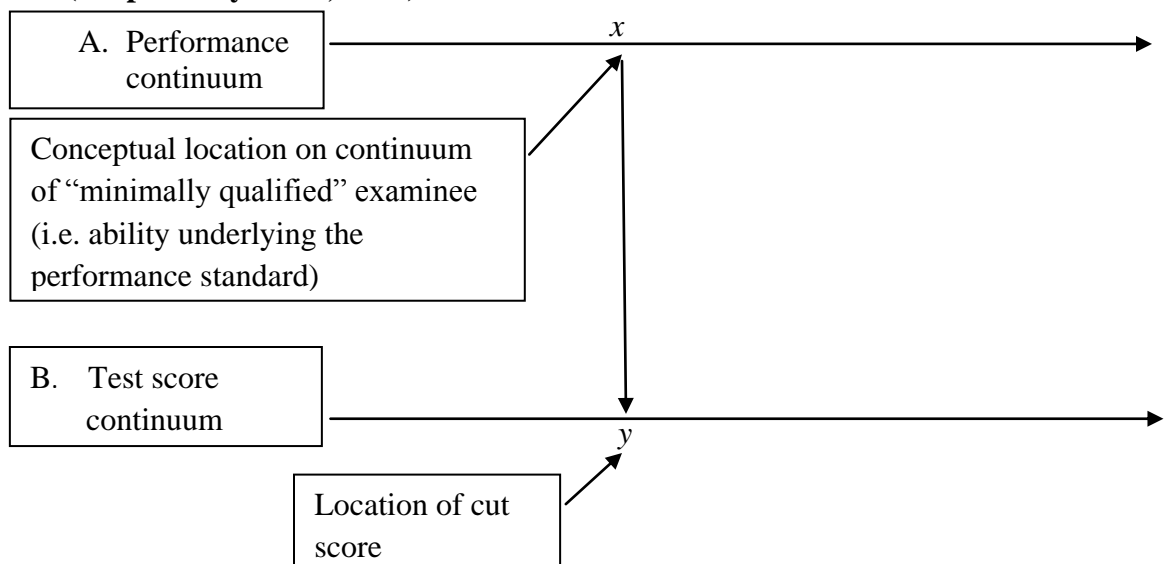 A. Performance
continuum
x
Conceptual location on continuum
of “minimally qualified” examinee
(i.e. ability underlying the
performance standard)
B. Test score
continuum
y
Location of cut
score